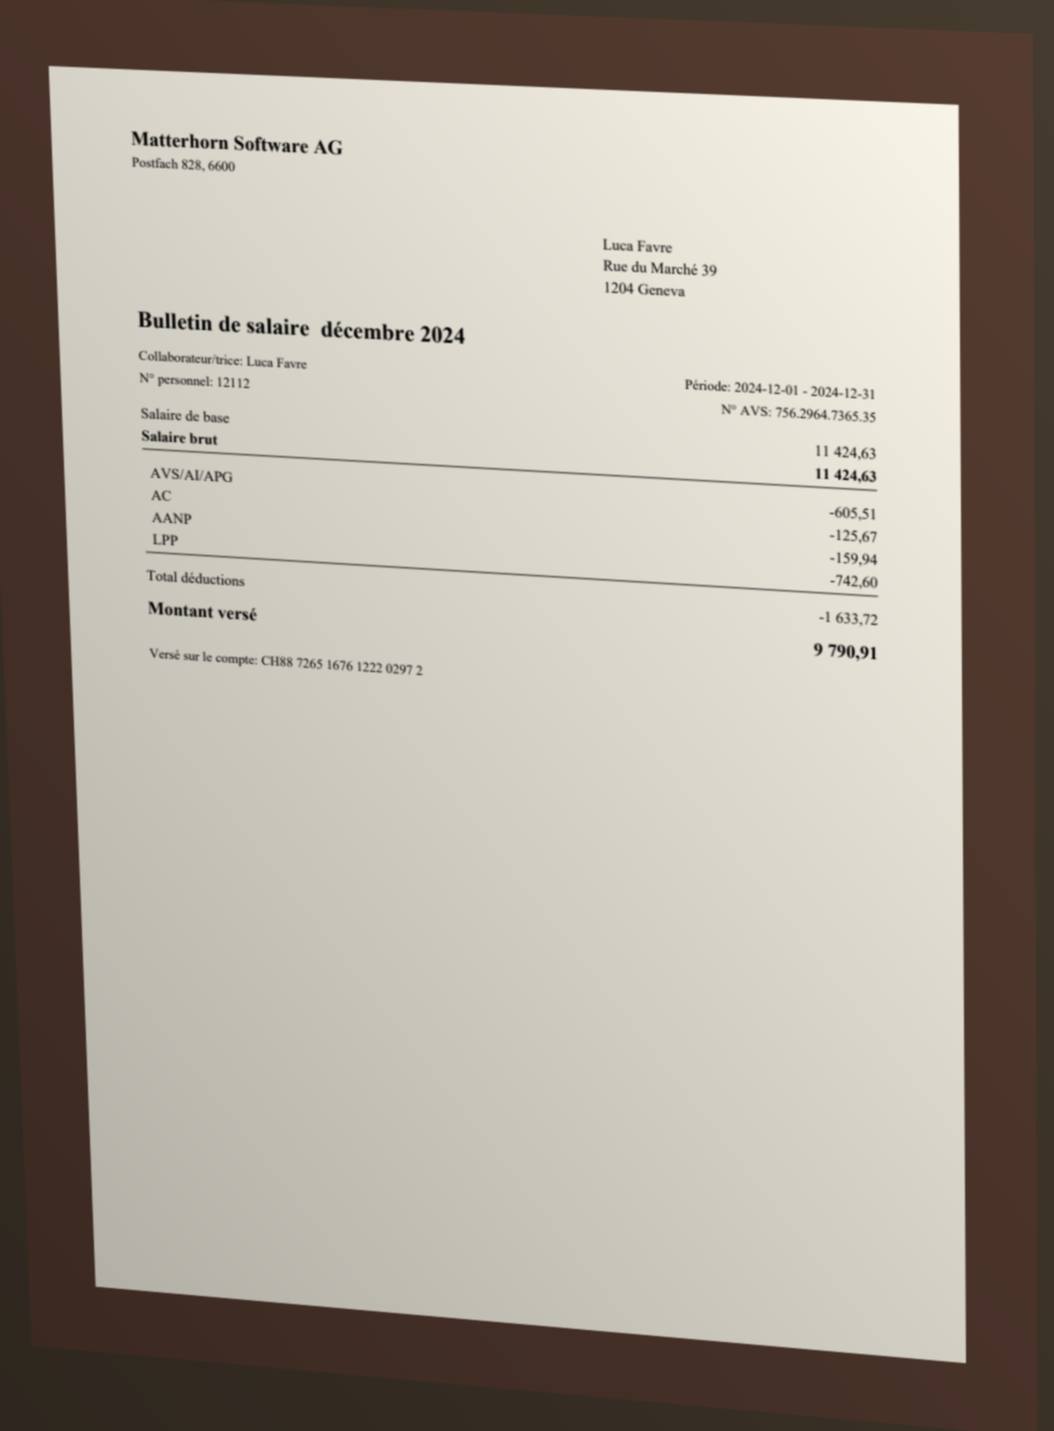 Matterhorn Software AG
Postfach 828, 6600
Luca Favre
Rue du Marché 39
1204 Geneva
Bulletin de salaire décembre 2024
Collaborateur/trice: Luca Favre
Période: 2024-12-01 - 2024-12-31
N° personnel: 12112
N° AVS: 756.2964.7365.35
Salaire de base 11 424,63
Salaire brut 11 424,63
AVS/AI/APG -605,51
AC -125,67
AANP -159,94
LPP -742,60
Total déductions -1 633,72
Montant versé 9 790,91
Versé sur le compte: CH88 7265 1676 1222 0297 2